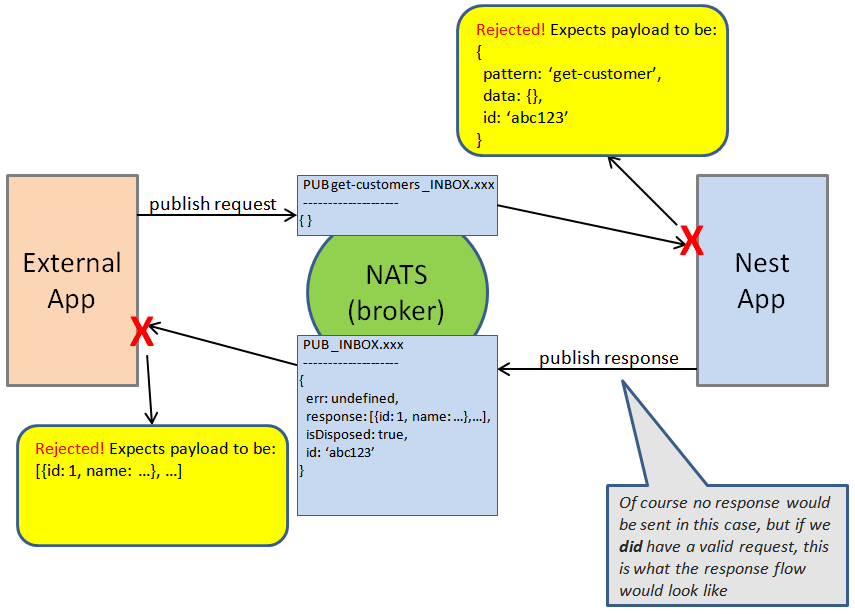 Rejected! Expects payload to be:
{
pattern: ‘get-customer’,
data: {},
id: ‘abc123’
}
External
App
publish request
PUB get-customers _INBOX.xxx
---------------------
{ }
NATS
(broker)
X
Nest
App
X
PUB _INBOX.xxx
---------------------
{
err: undefined,
response: [{id: 1, name: ...},...],
isDisposed: true,
id: ‘abc123’
}
publish response
Rejected! Expects payload to be:
[{id: 1, name: ...}, ...]
Of course no response would
be sent in this case, but if we
did have a valid request, this
is what the response flow
would look like